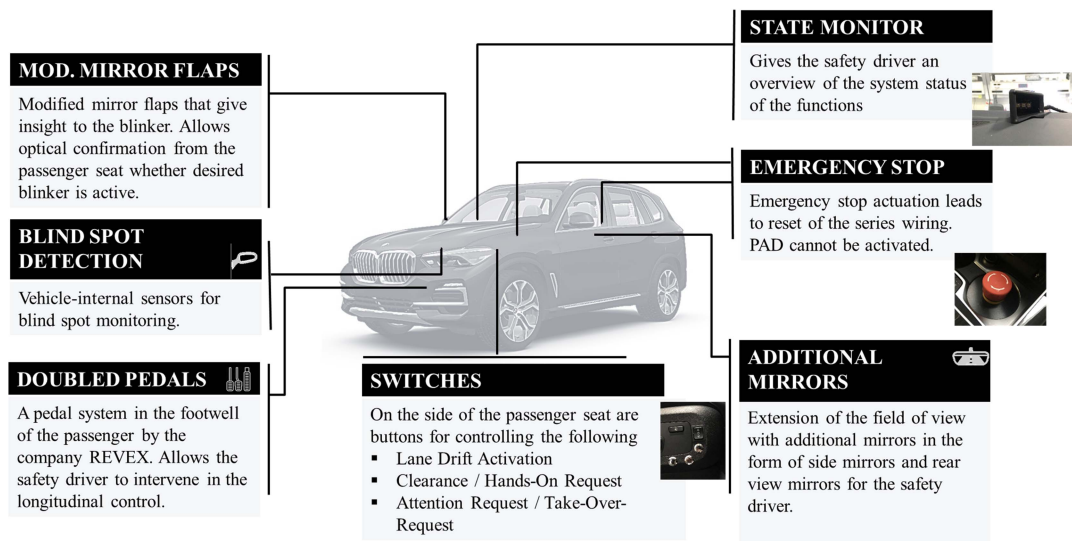 MOD. MIRROR FLAPS
Modified mirror flaps that give
insight to the blinker. Allows
optical confirmation from the
passenger seat whether desired
blinker is active.
BLIND SPOT
DETECTION
Vehicle-internal sensors for
blind spot monitoring.
DOUBLED PEDALS
A pedal system in the footwell
of the passenger by the
company REVEX. Allows the
safety driver to intervene in the
longitudinal control.
SWITCHES
On the side of the passenger seat are
buttons for controlling the following
▪ Lane Drift Activation
▪ Clearance / Hands-On Request
▪ Attention Request / Take-Over-
Request
STATE MONITOR
Gives the safety driver an
overview of the system status
of the functions
EMERGENCY STOP
Emergency stop actuation leads
to reset of the series wiring.
PAD cannot be activated.
ADDITIONAL
MIRRORS
Extension of the field of view
with additional mirrors in the
form of side mirrors and rear
view mirrors for the safety
driver.